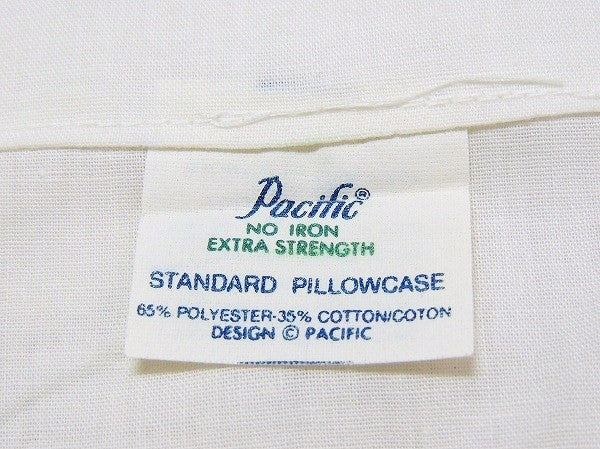 Pacific®
NO IRON
EXTRA STRENGTH
STANDARD PILLOWCASE
65% POLYESTER-35% COTTON/COTON
DESIGN © PACIFIC